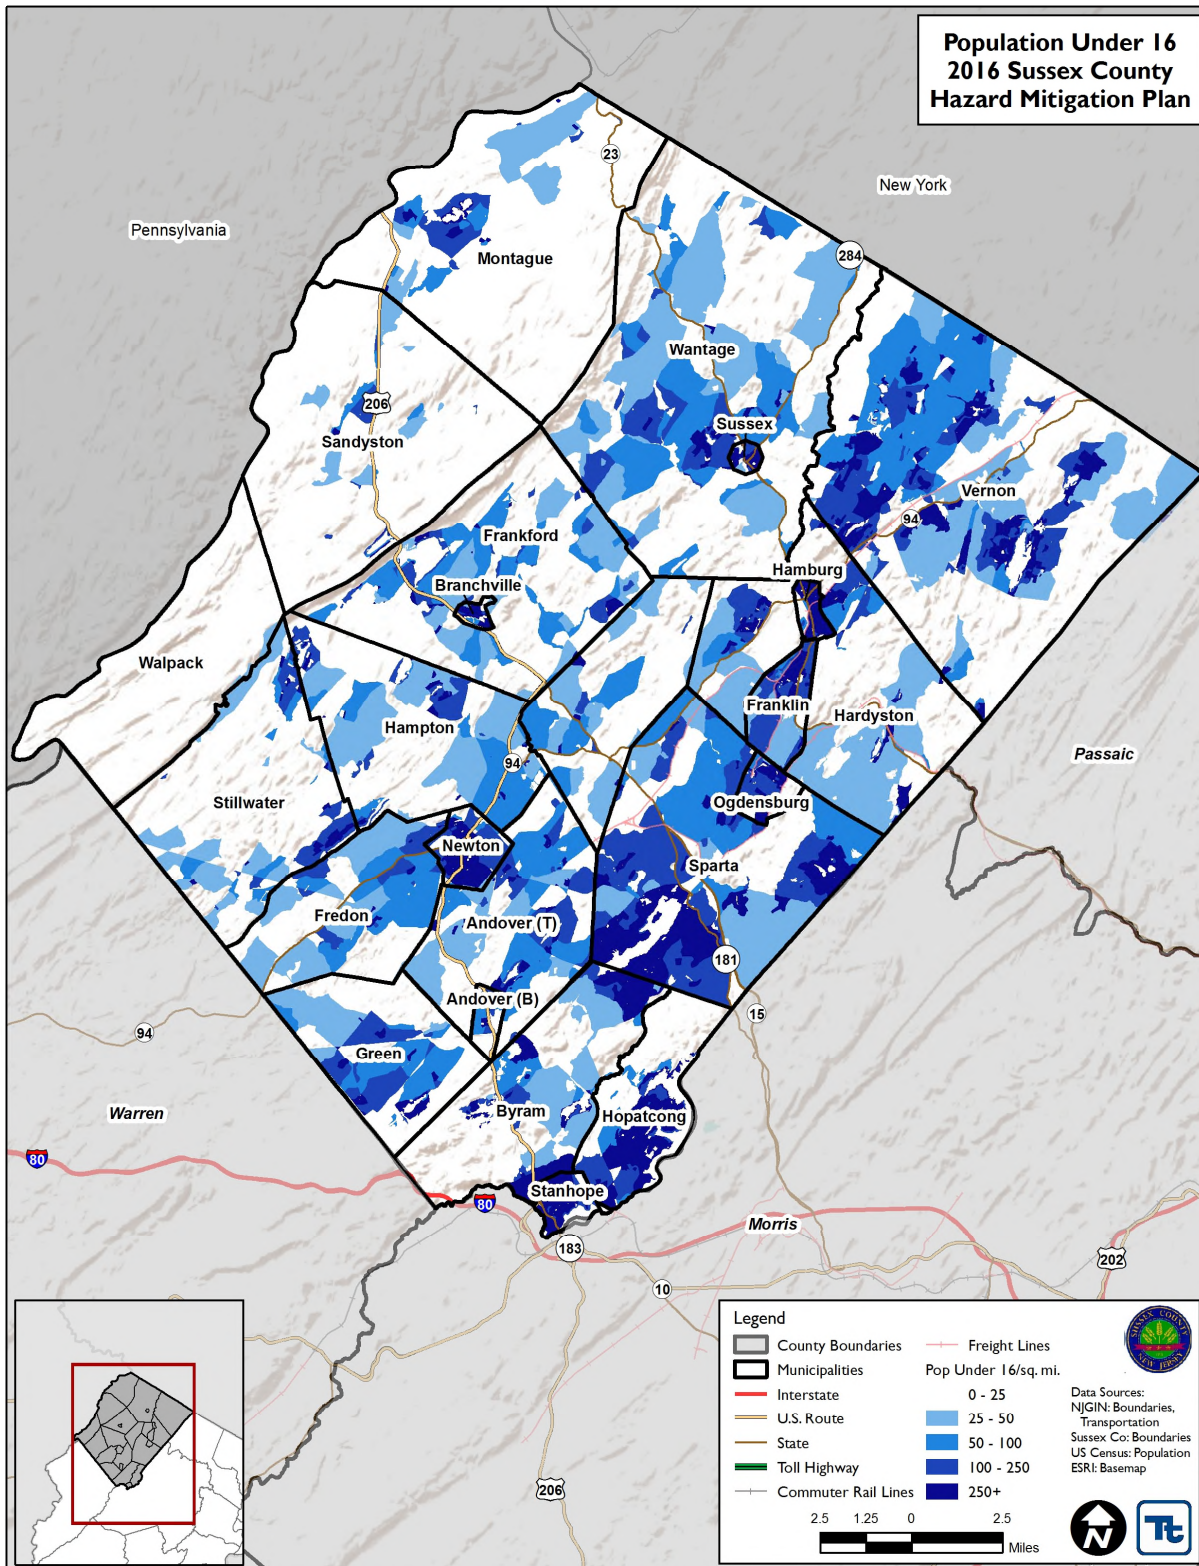 Population Under 16
2016 Sussex County
Hazard Mitigation Plan
23
New York
Pennsylvania
284
Montague
Wantage
206
Sussex
Sandyston
Vernon
94
Frankford
Hamburg
Branchville
Walpack
Franklin
Hardyston
Hampton
Passaic
94
Stillwater
Ogdensburg
Newton
Sparta
Fredon
Andover (T)
181
Andover (B)
15
94
Green
Warren
Byram
Hopatcong
80
Stanhope
80
Morris
183
202
10
206
Legend
County Boundaries
Municipalities
Interstate
U.S. Route
State
Toll Highway
Commuter Rail Lines
Freight Lines
Pop Under 16/sq. mi.
0 - 25
25 - 50
50 - 100
100 - 250
250+
SUSSEX COUNTY
NEW JERSEY
Data Sources:
NJGIN: Boundaries,
Transportation
Sussex Co: Boundaries
US Census: Population
ESRI: Basemap
N
Tt
2.5 1.25 0 2.5
Miles